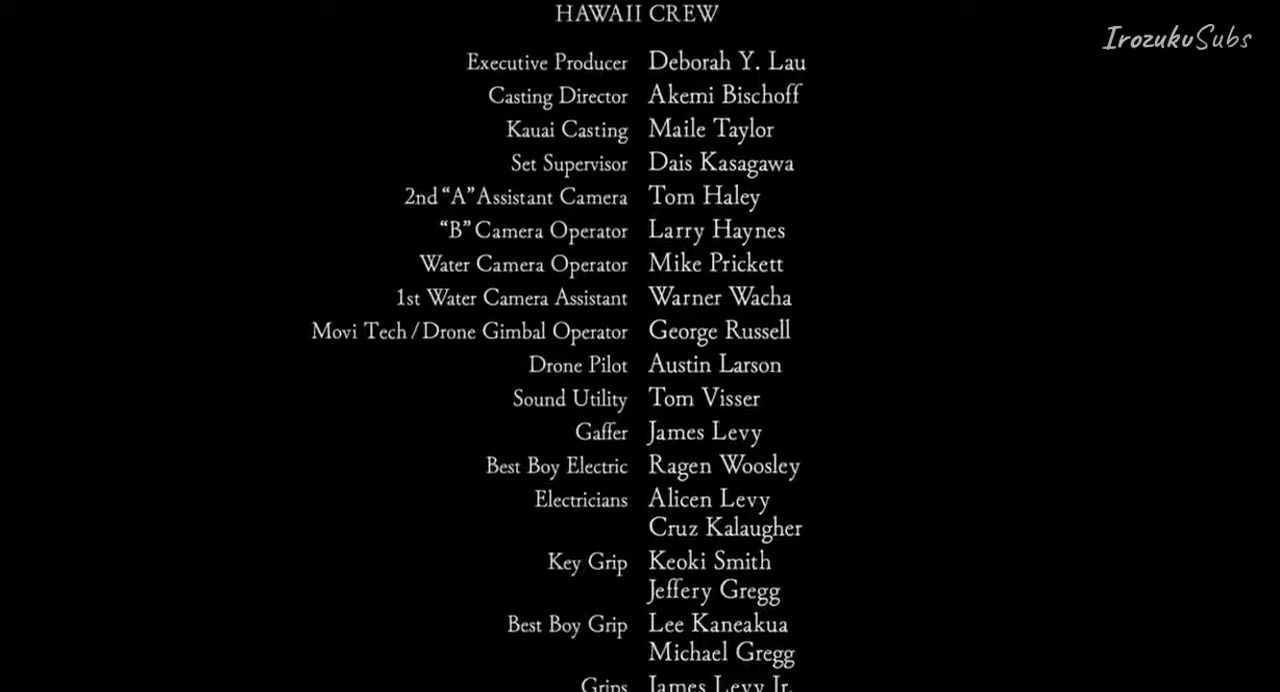 HAWAII CREW
IrozukuSubs
Executive Producer Deborah Y. Lau
Casting Director Akemi Bischoff
Kauai Casting Maile Taylor
Set Supervisor Dais Kasagawa
2nd “A” Assistant Camera Tom Haley
“B” Camera Operator Larry Haynes
Water Camera Operator Mike Prickett
1st Water Camera Assistant Warner Wacha
Movi Tech / Drone Gimbal Operator George Russell
Drone Pilot Austin Larson
Sound Utility Tom Visser
Gaffer James Levy
Best Boy Electric Ragen Woosley
Electricians Alicen Levy
Cruz Kalaugher
Key Grip Keoki Smith
Jeffery Gregg
Best Boy Grip Lee Kaneakua
Michael Gregg
Grips James Levy Jr.